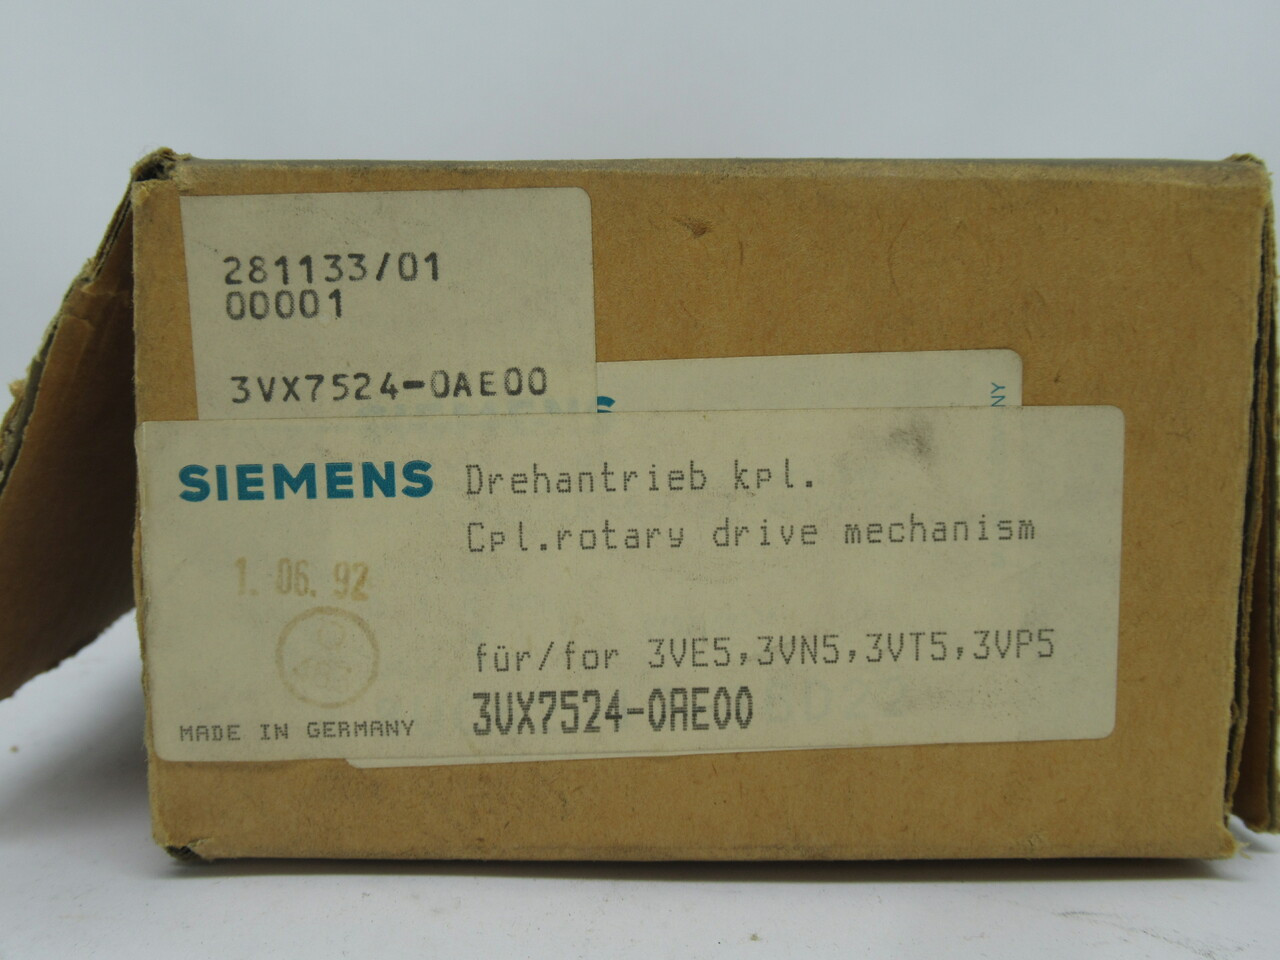 281133/01
00001
3VX7524-0AE00
NY
SIEMENS
Drehantrieb kpl.
Cpl.rotary drive mechanism
1. 06. 92
für/for 3VE5,3VN5,3VT5,3VP5
3VX7524-0AE00
MADE IN GERMANY